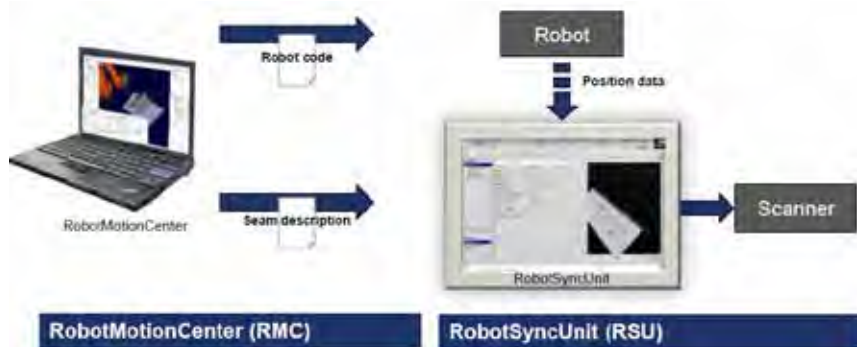 Robot code
Robot
Position data
RobotMotionCenter
Seam description
Scanner
RobotSyncUnit
RobotMotionCenter (RMC)
RobotSyncUnit (RSU)